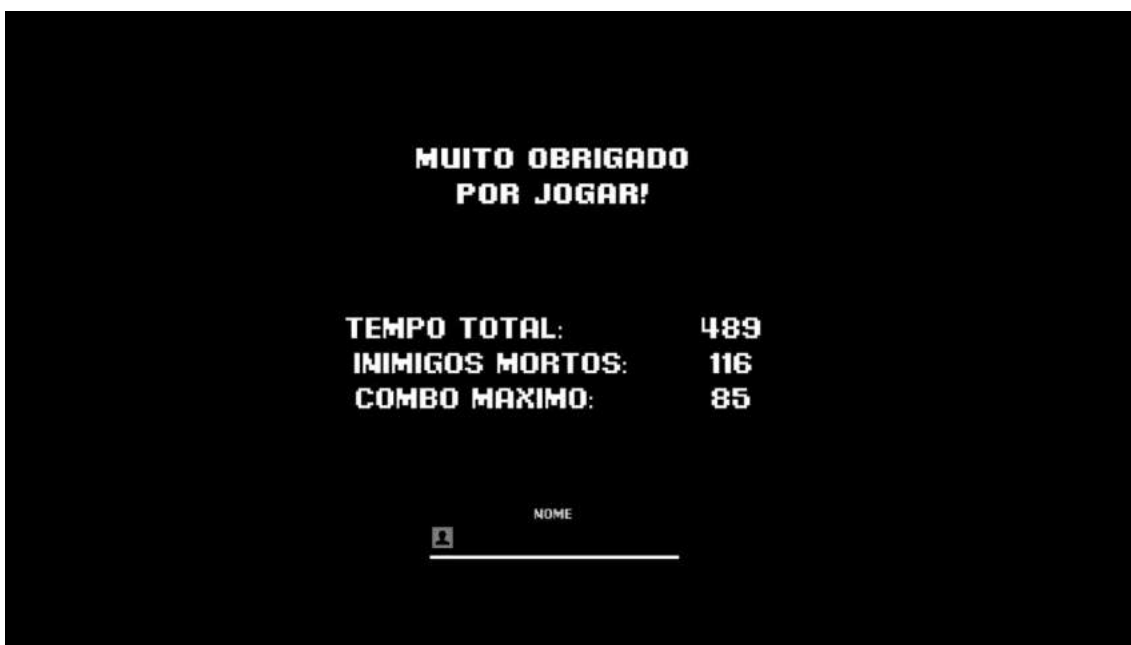 MUITO OBRIGADO
POR JOGAR!
TEMPO TOTAL: 489
INIMIGOS MORTOS: 116
COMBO MAXIMO: 85
NOME